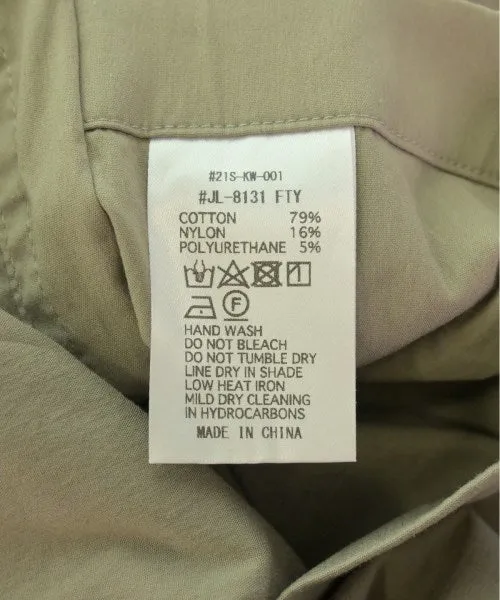 #21S-KW-001
#JL-8131 FTY
COTTON 79%
NYLON 16%
POLYURETHANE 5%
F
HAND WASH
DO NOT BLEACH
DO NOT TUMBLE DRY
LINE DRY IN SHADE
LOW HEAT IRON
MILD DRY CLEANING
IN HYDROCARBONS
MADE IN CHINA